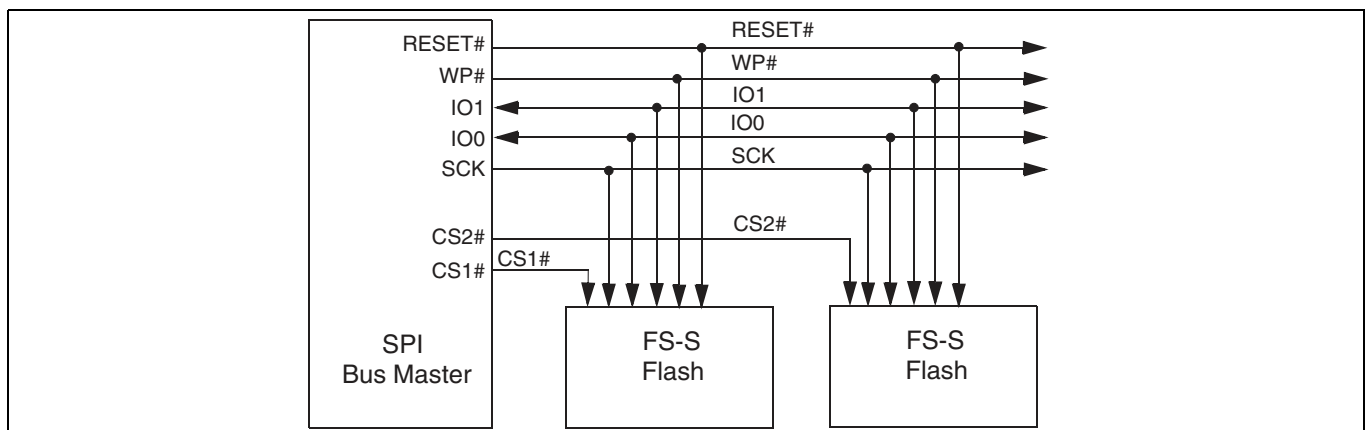 RESET# RESET#
WP# WP#
IO1 IO1
IO0 IO0
SCK SCK
CS2# CS2#
CS1# CS1#
SPI
Bus Master
FS-S
Flash
FS-S
Flash